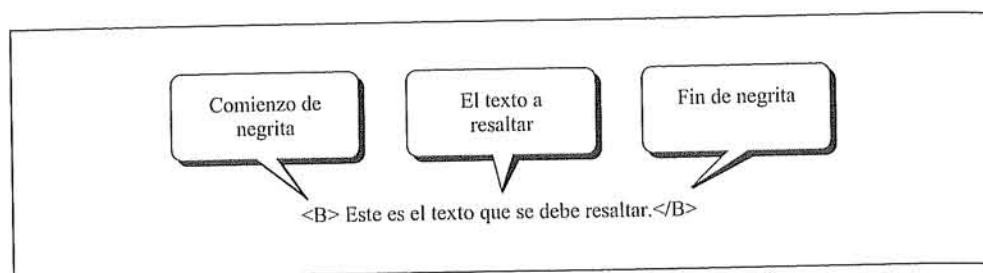 Comienzo de
negrita
El texto a
resaltar
Fin de negrita
<B> Este es el texto que se debe resaltar.</B>